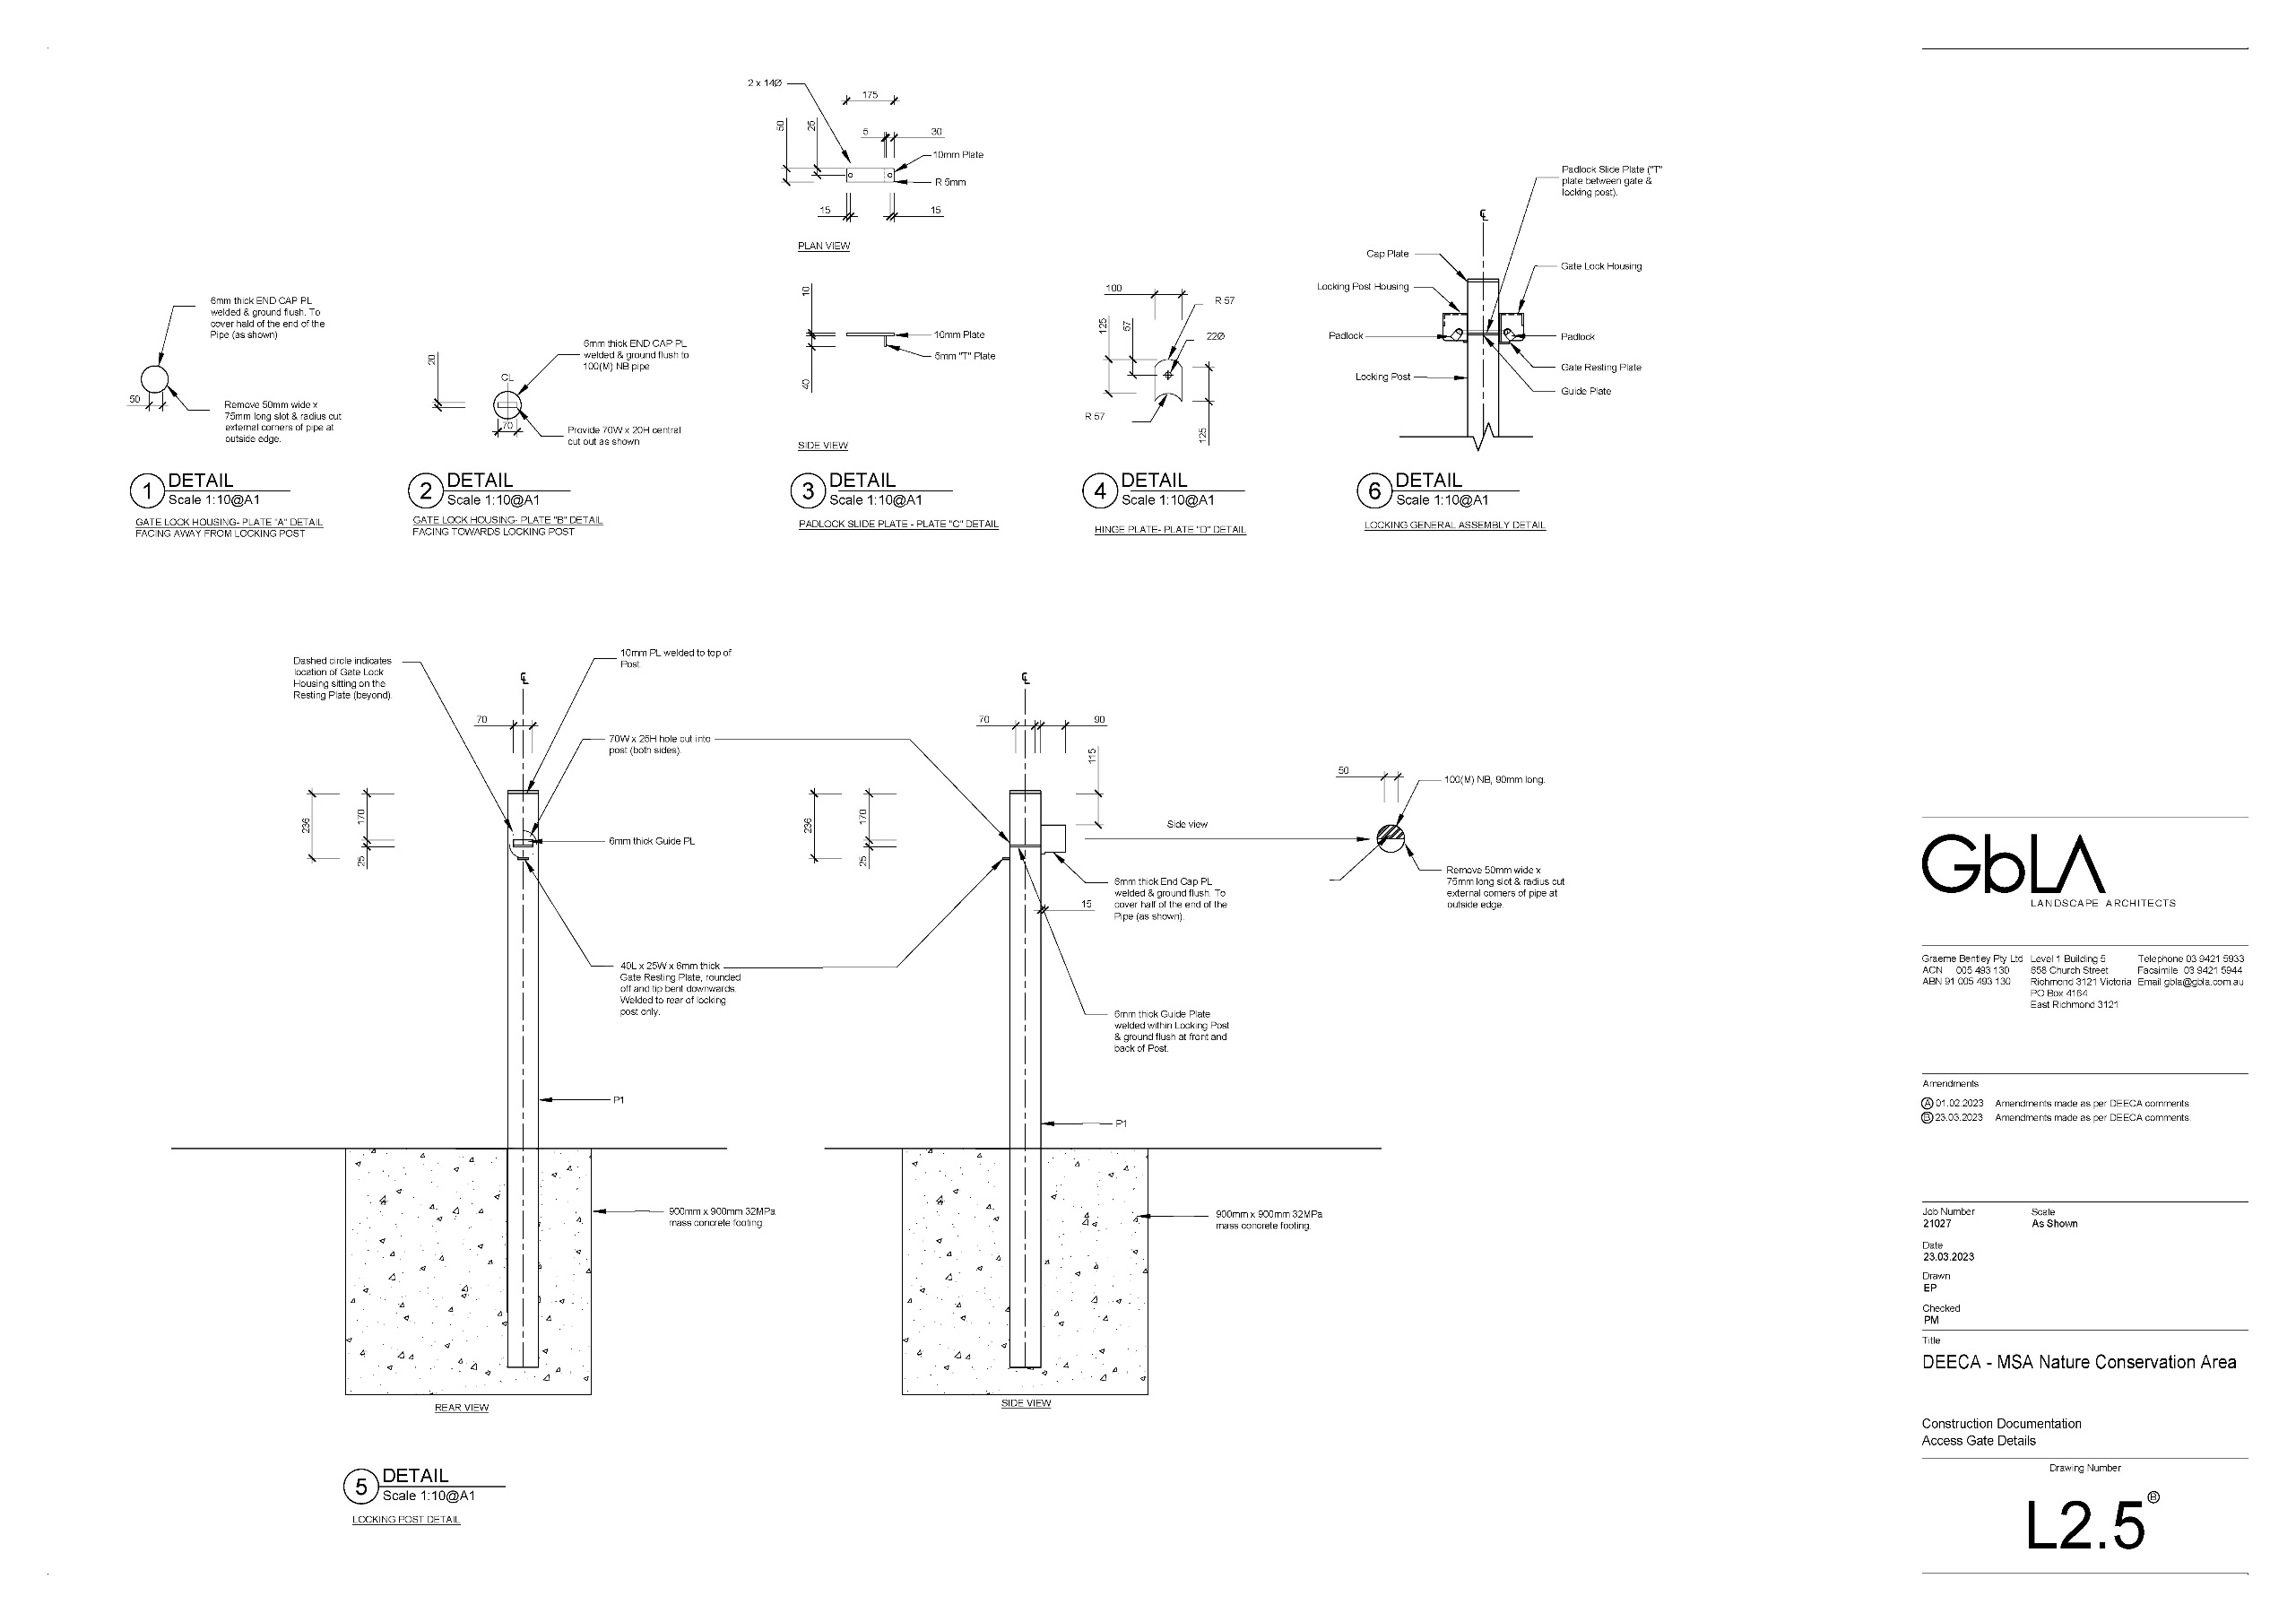 2 x 14Ø
175
50
25
5
30
10mm Plate
R 5mm
15
15
PLAN VIEW
10
10mm Plate
5mm "T" Plate
40
SIDE VIEW
3
DETAIL
Scale 1:10@A1
PADLOCK SLIDE PLATE - PLATE "C" DETAIL
6mm thick END CAP PL
welded & ground flush. To
cover hald of the end of the
Pipe (as shown)
50
Remove 50mm wide x
75mm long slot & radius cut
external corners of pipe at
outside edge.
1
DETAIL
Scale 1:10@A1
GATE LOCK HOUSING- PLATE "A" DETAIL
FACING AWAY FROM LOCKING POST
20
6mm thick END CAP PL
welded & ground flush to
100(M) NB pipe
CL
70
Provide 70W x 20H central
cut out as shown
2
DETAIL
Scale 1:10@A1
GATE LOCK HOUSING- PLATE "B" DETAIL
FACING TOWARDS LOCKING POST
100
R 57
125
67
22Ø
R 57
125
4
DETAIL
Scale 1:10@A1
HINGE PLATE- PLATE "D" DETAIL
Padlock Slide Plate ("T"
plate between gate &
locking post).
Cap Plate
Gate Lock Housing
Locking Post Housing
Padlock
Padlock
Gate Resting Plate
Locking Post
Guide Plate
6
DETAIL
Scale 1:10@A1
LOCKING GENERAL ASSEMBLY DETAIL
Dashed circle indicates
location of Gate Lock
Housing sitting on the
Resting Plate (beyond).
10mm PL welded to top of
Post.
70
70W x 25H hole cut into
post (both sides).
236
170
25
6mm thick Guide PL
40L x 25W x 6mm thick
Gate Resting Plate, rounded
off and tip bent downwards.
Welded to rear of locking
post only.
P1
900mm x 900mm 32MPa
mass concrete footing.
REAR VIEW
70
90
115
236
170
25
Side view
50
100(M) NB, 90mm long.
Remove 50mm wide x
75mm long slot & radius cut
external corners of pipe at
outside edge.
6mm thick End Cap PL
welded & ground flush. To
cover half of the end of the
Pipe (as shown).
15
6mm thick Guide Plate
welded within Locking Post
& ground flush at front and
back of Post.
P1
900mm x 900mm 32MPa
mass concrete footing.
SIDE VIEW
5
DETAIL
Scale 1:10@A1
LOCKING POST DETAIL
GbLA
LANDSCAPE ARCHITECTS
Graeme Bentley Pty Ltd
ACN 005 493 130
ABN 91 005 493 130
Level 1 Building 5
658 Church Street
Richmond 3121 Victoria
PO Box 4164
East Richmond 3121
Telephone 03 9421 5933
Facsimile 03 9421 5944
Email gbla@gbla.com.au
Amendments
A 01.02.2023 Amendments made as per DEECA comments.
B 23.03.2023 Amendments made as per DEECA comments.
Job Number
21027
Scale
As Shown
Date
23.03.2023
Drawn
EP
Checked
PM
Title
DEECA - MSA Nature Conservation Area
Construction Documentation
Access Gate Details
Drawing Number
L2.5 B